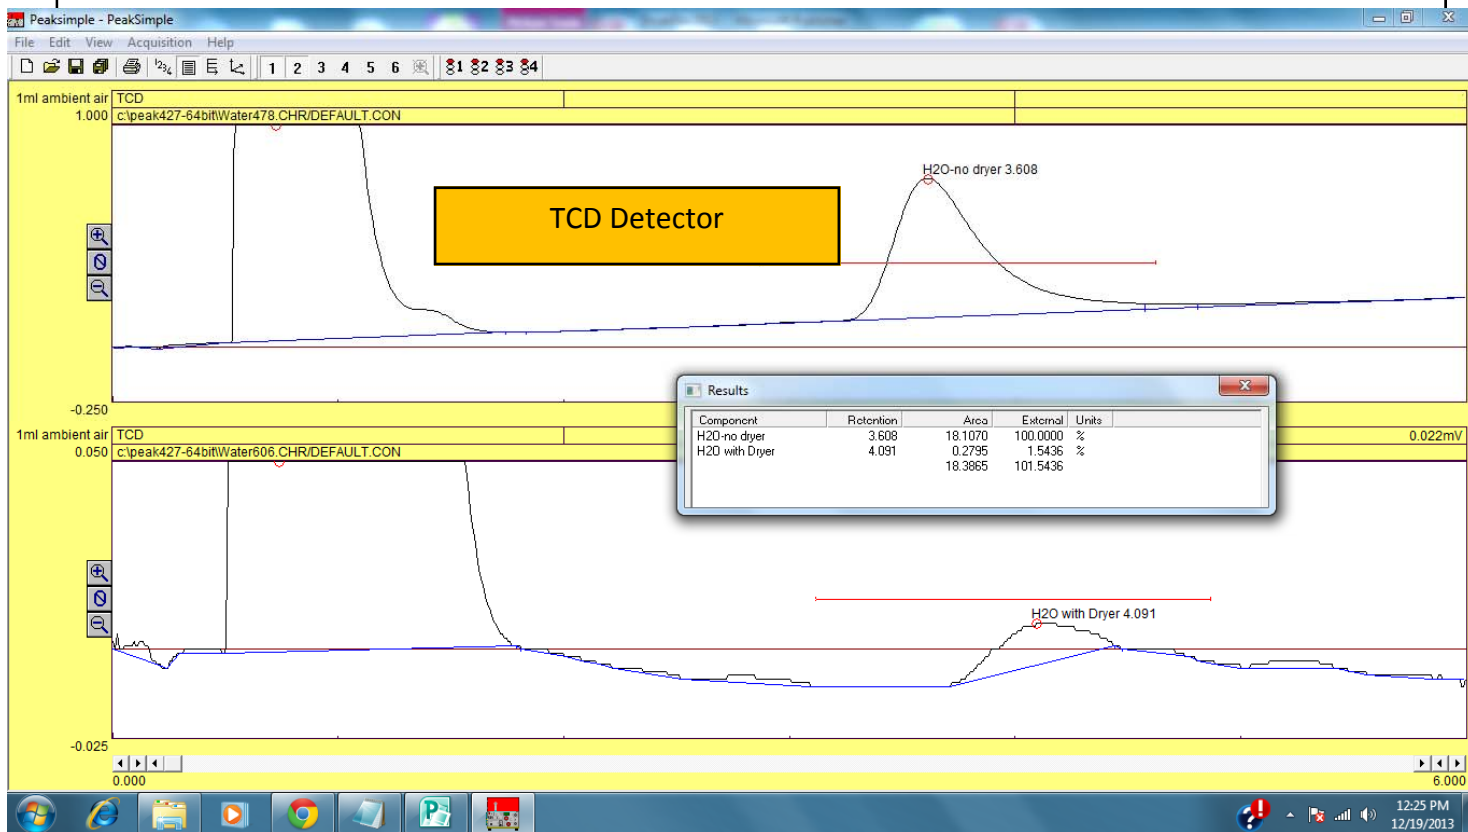 Peaksimple - PeakSimple
File Edit View Acquisition Help
1 2 3 4 5 6 1 2 3 4
1ml ambient air TCD
1.000 c:\peak427-64bit\Water478.CHR/DEFAULT.CON
H2O-no dryer 3.608
TCD Detector
-0.250
Results
Component Retention Area External Units
H2O-no dryer 3.608 18.1070 100.0000 %
H2O with Dryer 4.091 0.2795 1.5436 %
18.3865 101.5436
1ml ambient air TCD 0.022mV
0.050 c:\peak427-64bit\Water606.CHR/DEFAULT.CON
H2O with Dryer 4.091
-0.025
0.000 6.000
12:25 PM
12/19/2013